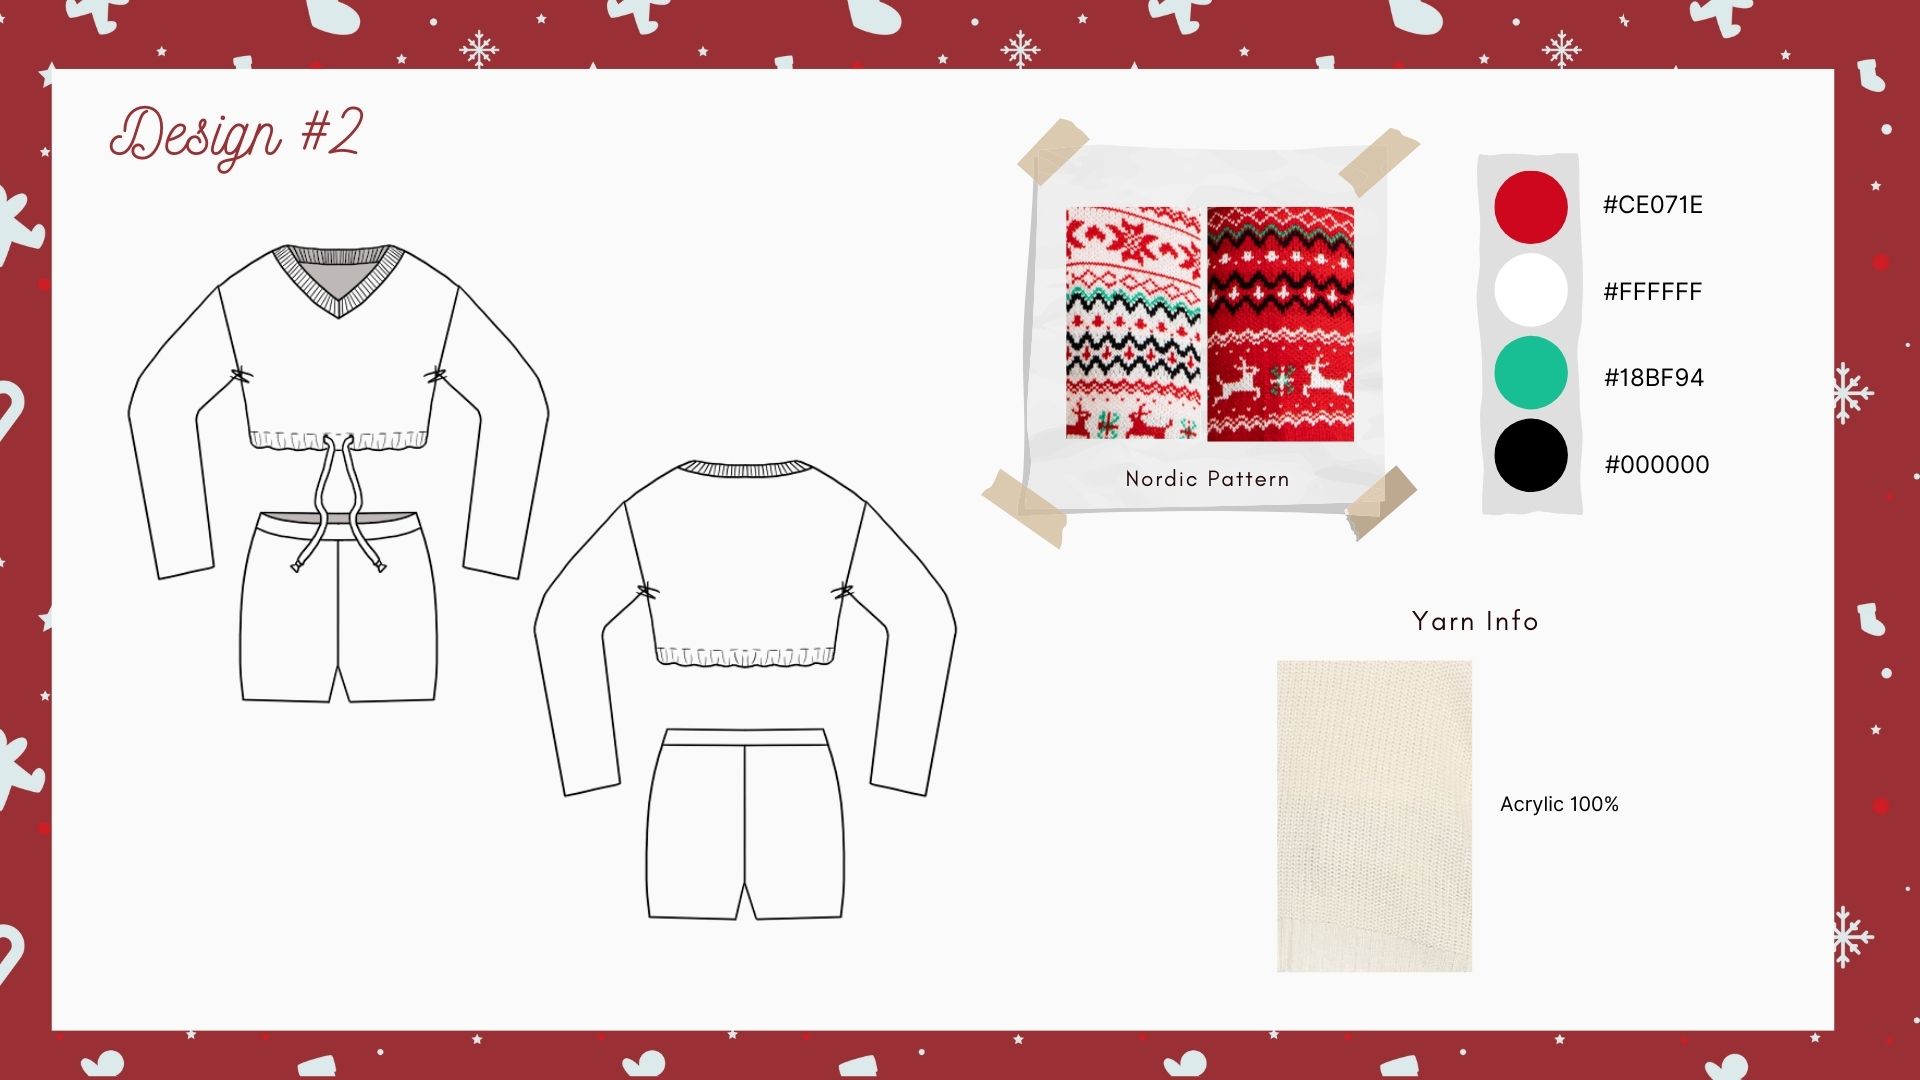 Design #2
Nordic Pattern
#CE071E
#FFFFFF
#18BF94
#000000
Yarn Info
Acrylic 100%